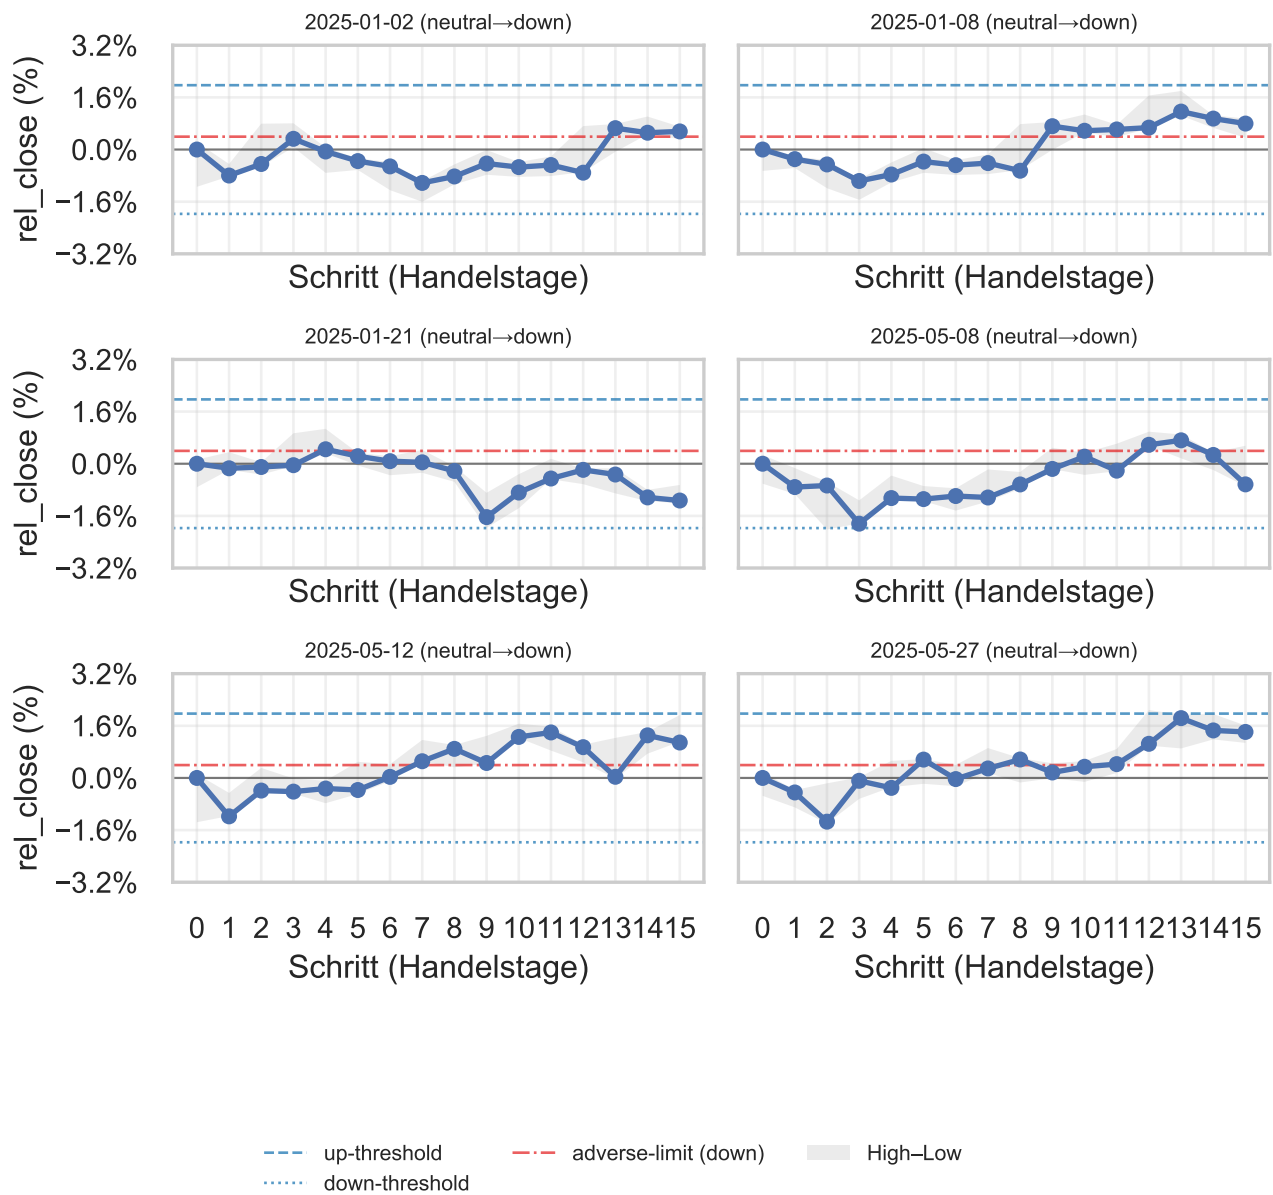 2025-01-02 (neutral→down)
2025-01-08 (neutral→down)
rel_close (%)
3.2%
1.6%
0.0%
−1.6%
−3.2%
Schritt (Handelstage)
Schritt (Handelstage)
2025-01-21 (neutral→down)
2025-05-08 (neutral→down)
rel_close (%)
3.2%
1.6%
0.0%
−1.6%
−3.2%
Schritt (Handelstage)
Schritt (Handelstage)
2025-05-12 (neutral→down)
2025-05-27 (neutral→down)
rel_close (%)
3.2%
1.6%
0.0%
−1.6%
−3.2%
0 1 2 3 4 5 6 7 8 9 10 11 12 13 14 15
0 1 2 3 4 5 6 7 8 9 10 11 12 13 14 15
Schritt (Handelstage)
Schritt (Handelstage)
up-threshold
adverse-limit (down)
High–Low
down-threshold